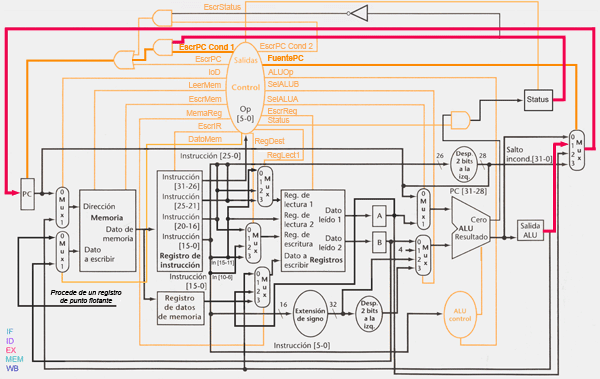 EscrStatus
EscrPC Cond 1
EscrPC Cond 2
Salidas
EscrPC
FuentePC
IoD
ALUOp
LeerMem
Control
SelALUB
EscrMem
SelALUA
MemaReg
Op
EscrReg
[5-0]
Status
EscrIR
DatoMem
RegDest
RegLect1
Status
Instrucción [25-0]
26
Desp.
2 bits
a la
izq.
28
Salto
incond.[31-0]
0
1
2
3
Mux
PC [31-28]
PC
0
Mux
1
Dirección
Memoria
Dato de
memoria
Dato
a escribir
0
Mux
1
Instrucción
[31-26]
Instrucción
[25-21]
Instrucción
[20-16]
Instrucción
[15-0]
Registro de
instrucción
Instrucción
[15-0]
In [15-11]
In [10-6]
0
1
2
3
Mux
0
1
2
3
Mux
0
1
2
3
Mux
Reg. de
lectura 1
Reg. de
lectura 2
Reg. de
escritura
Dato a
escribir
Dato
leído 1
Dato
leído 2
Registros
A
B
4
0
1
2
Mux
0
1
2
3
Mux
Cero
ALU
Resultado
Salida
ALU
Procede de un registro
de punto flotante
Registro
de datos
de memoria
16
Extensión
de signo
32
Desp.
2 bits
a la
izq.
ALU
control
Instrucción [5-0]
IF
ID
EX
MEM
WB